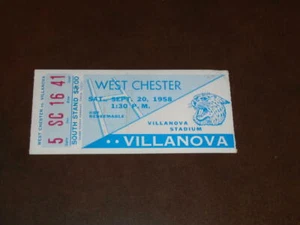 WEST CHESTER VS. VILLANOVA
5 SC 16 41
SOUTH STAND $3.00
WEST CHESTER
SAT., SEPT. 20, 1958
1:30 P. M.
VILLANOVA
STADIUM
★★ VILLANOVA